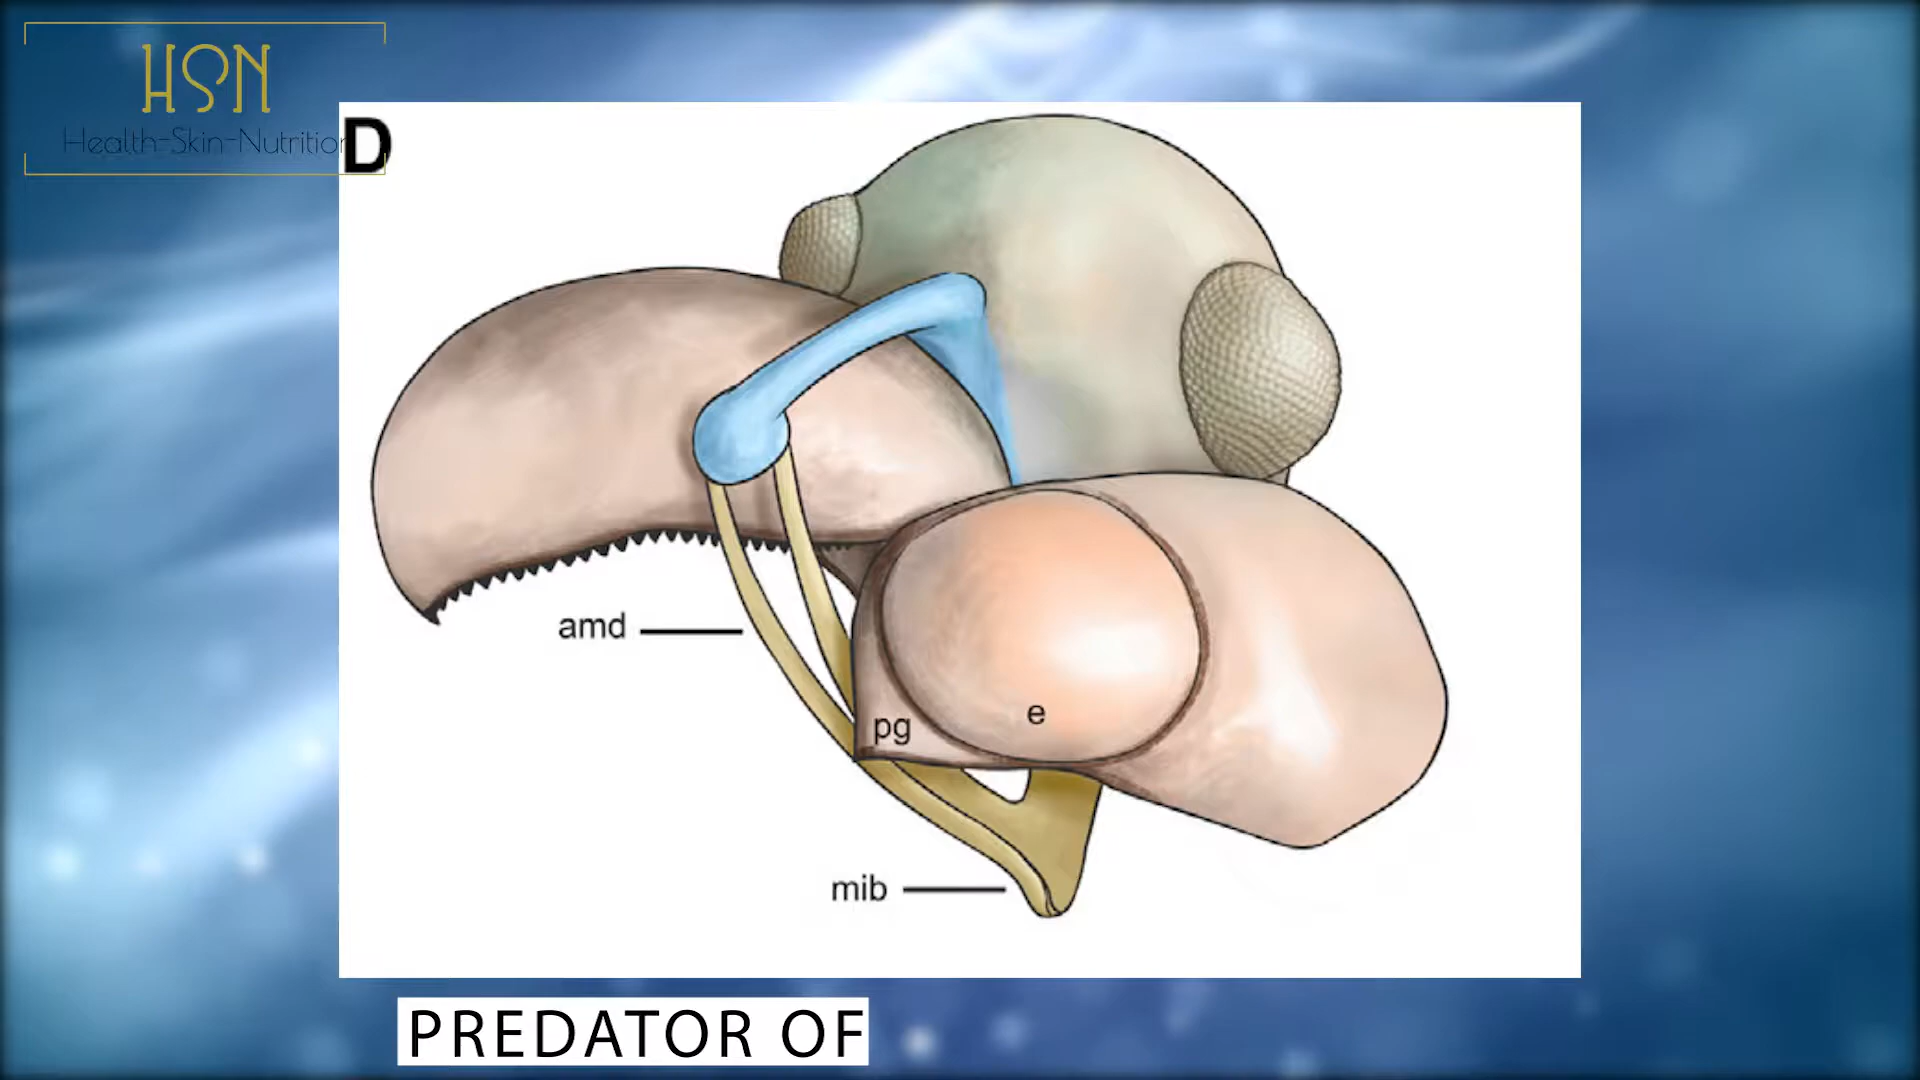 HSN
Health-Skin-Nutrition
D
amd
pg
e
mib
PREDATOR OF